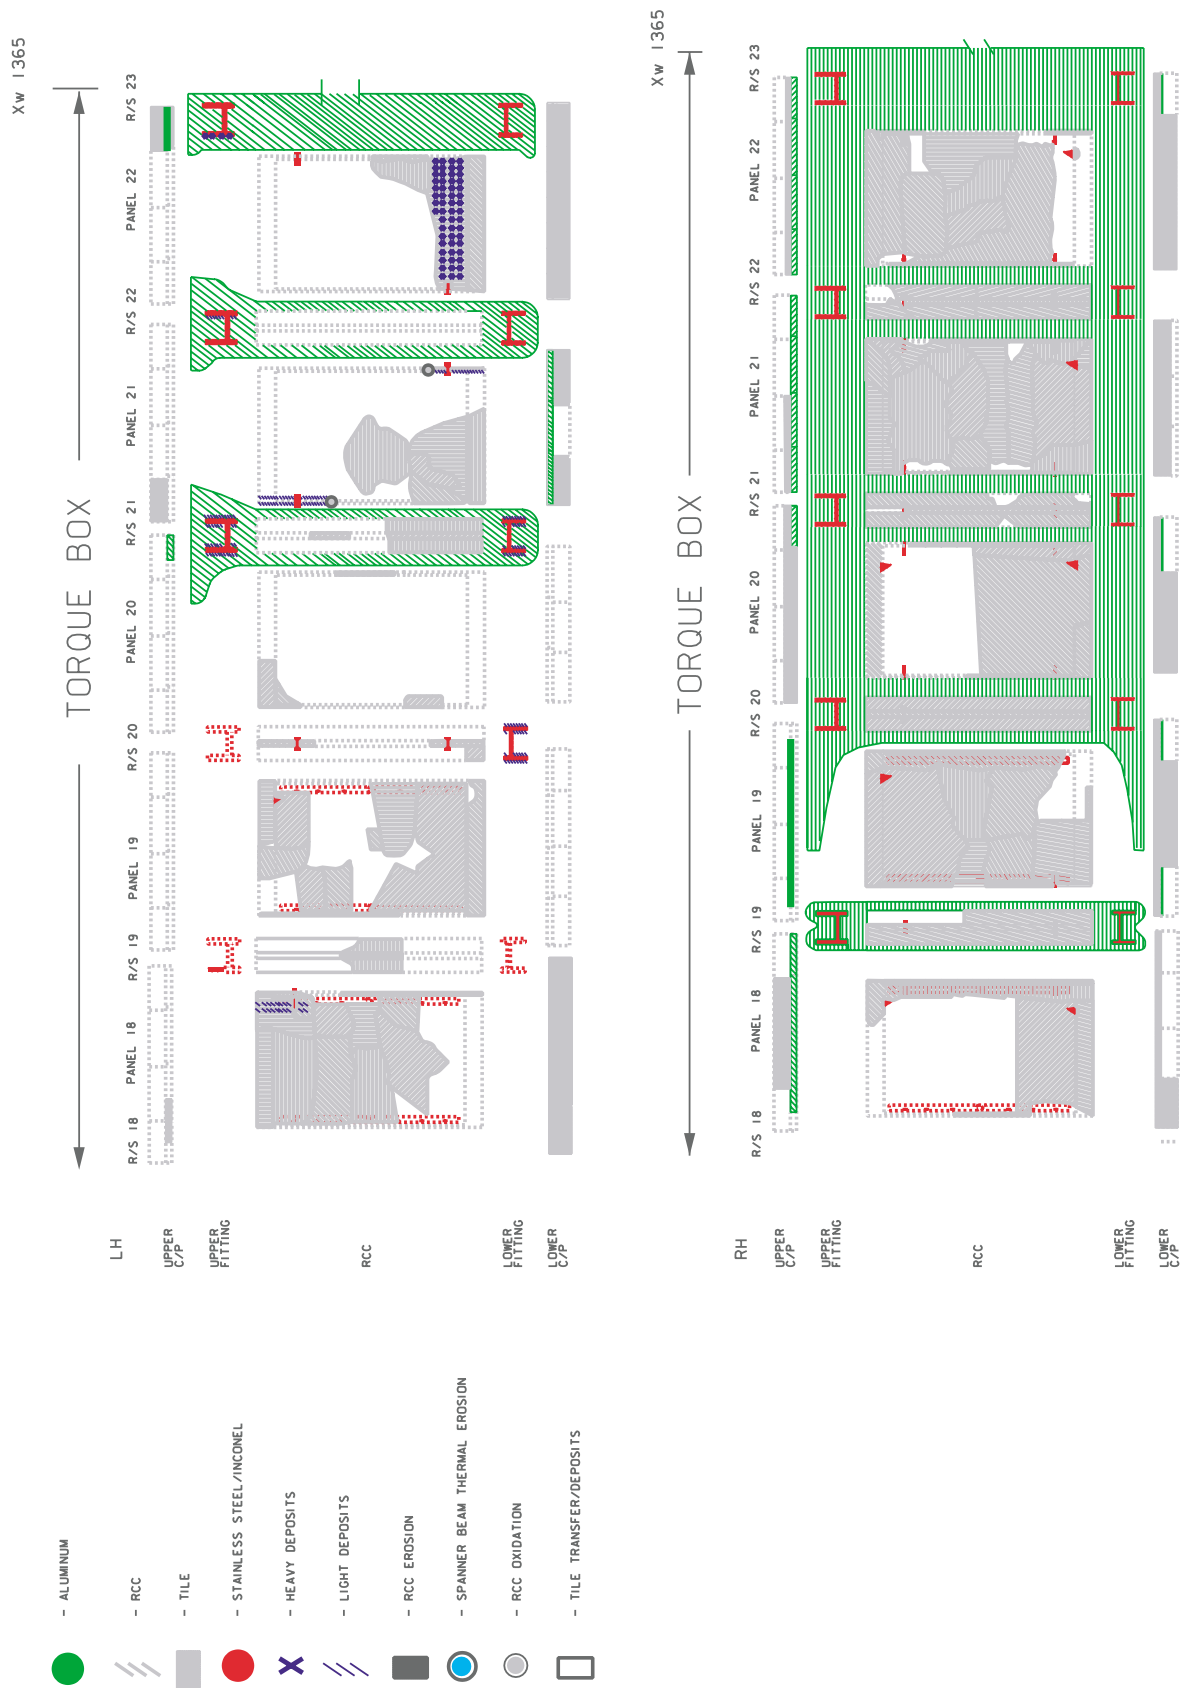 Xw 1365
TORQUE BOX
R/S 18
PANEL 18
R/S 19
PANEL 19
R/S 20
PANEL 20
R/S 21
PANEL 21
R/S 22
PANEL 22
R/S 23
LH
UPPER
C/P
UPPER
FITTING
RCC
LOWER
FITTING
LOWER
C/P
Xw 1365
TORQUE BOX
R/S 18
PANEL 18
R/S 19
PANEL 19
R/S 20
PANEL 20
R/S 21
PANEL 21
R/S 22
PANEL 22
R/S 23
RH
UPPER
C/P
UPPER
FITTING
RCC
LOWER
FITTING
LOWER
C/P
- ALUMINUM
- RCC
- TILE
- STAINLESS STEEL/INCONEL
- HEAVY DEPOSITS
- LIGHT DEPOSITS
- RCC EROSION
- SPANNER BEAM THERMAL EROSION
- RCC OXIDATION
- TILE TRANSFER/DEPOSITS